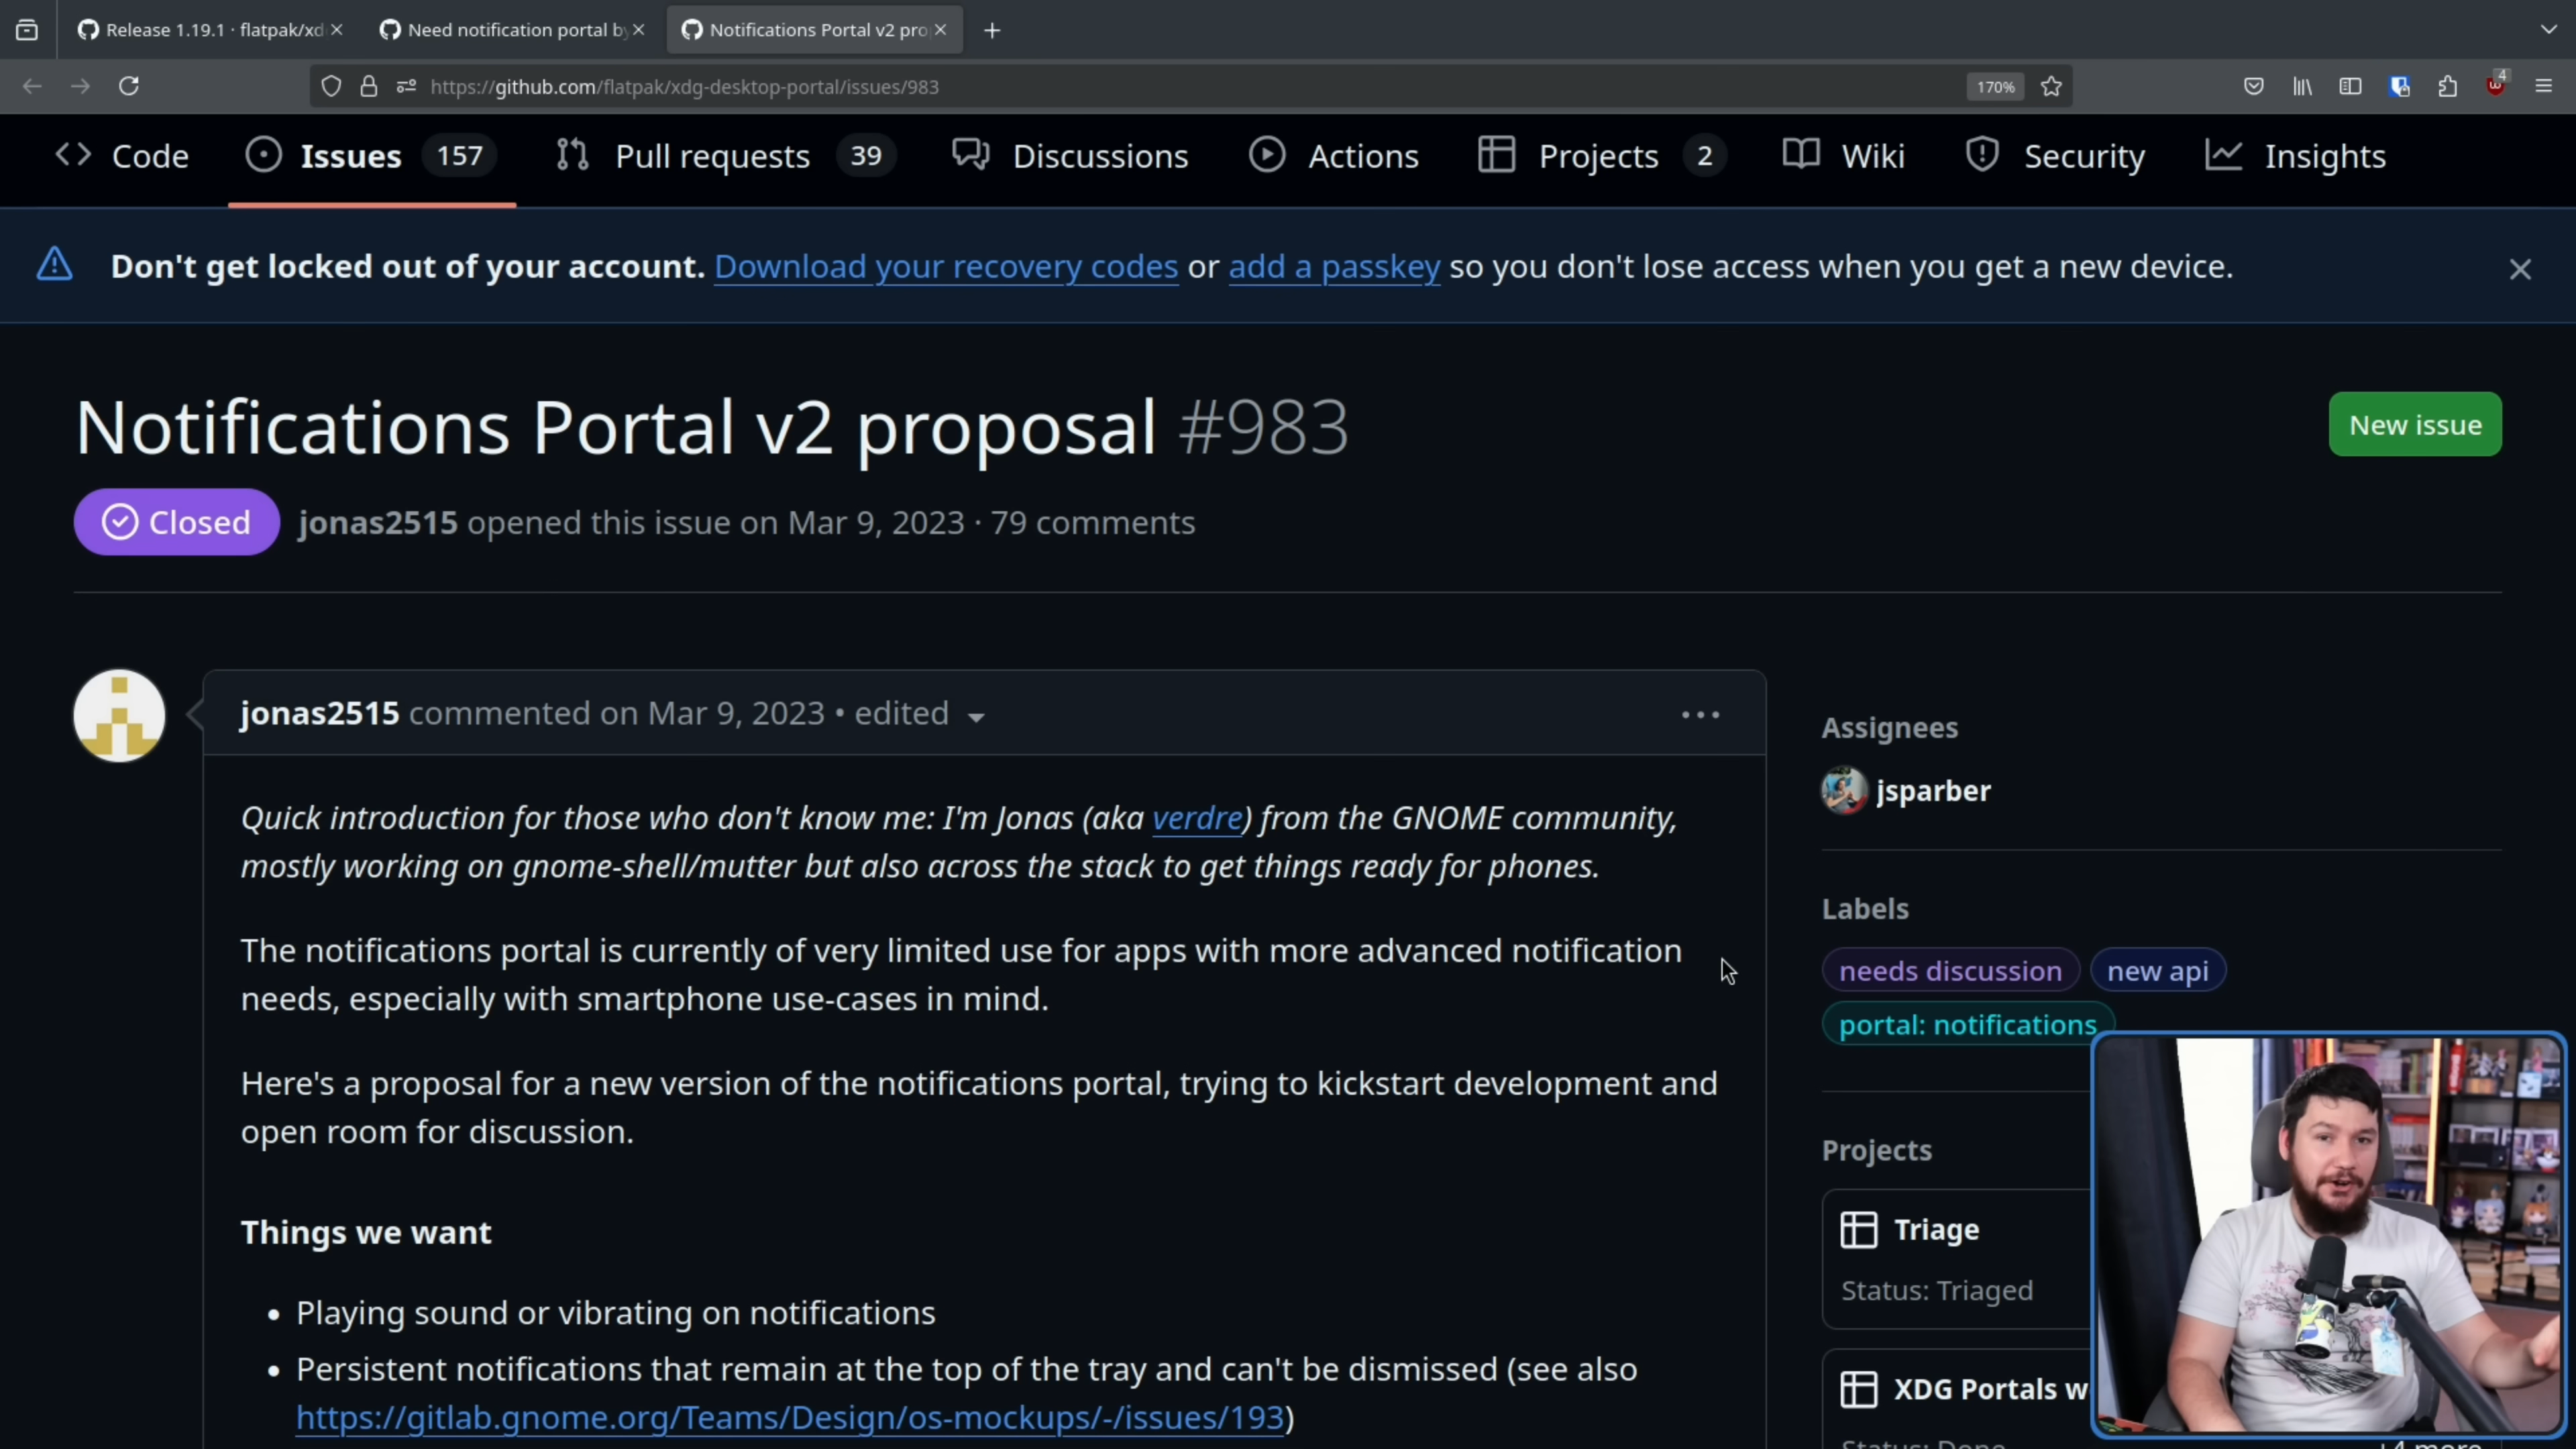 Release 1.19.1 · flatpak/xd
Need notification portal by
Notifications Portal v2 pro
https://github.com/flatpak/xdg-desktop-portal/issues/983
170%
4
Code
Issues 157
Pull requests 39
Discussions
Actions
Projects 2
Wiki
Security
Insights
Don't get locked out of your account. Download your recovery codes or add a passkey so you don't lose access when you get a new device.
Notifications Portal v2 proposal #983
New issue
Closed
jonas2515 opened this issue on Mar 9, 2023 · 79 comments
jonas2515 commented on Mar 9, 2023 • edited
Quick introduction for those who don't know me: I'm Jonas (aka verdre) from the GNOME community,
mostly working on gnome-shell/mutter but also across the stack to get things ready for phones.
The notifications portal is currently of very limited use for apps with more advanced notification
needs, especially with smartphone use-cases in mind.
Here's a proposal for a new version of the notifications portal, trying to kickstart development and
open room for discussion.
Things we want
• Playing sound or vibrating on notifications
• Persistent notifications that remain at the top of the tray and can't be dismissed (see also
https://gitlab.gnome.org/Teams/Design/os-mockups/-/issues/193)
Assignees
jsparber
Labels
needs discussion
new api
portal: notifications
Projects
Triage
Status: Triaged
XDG Portals w
Status: Done
+4 more